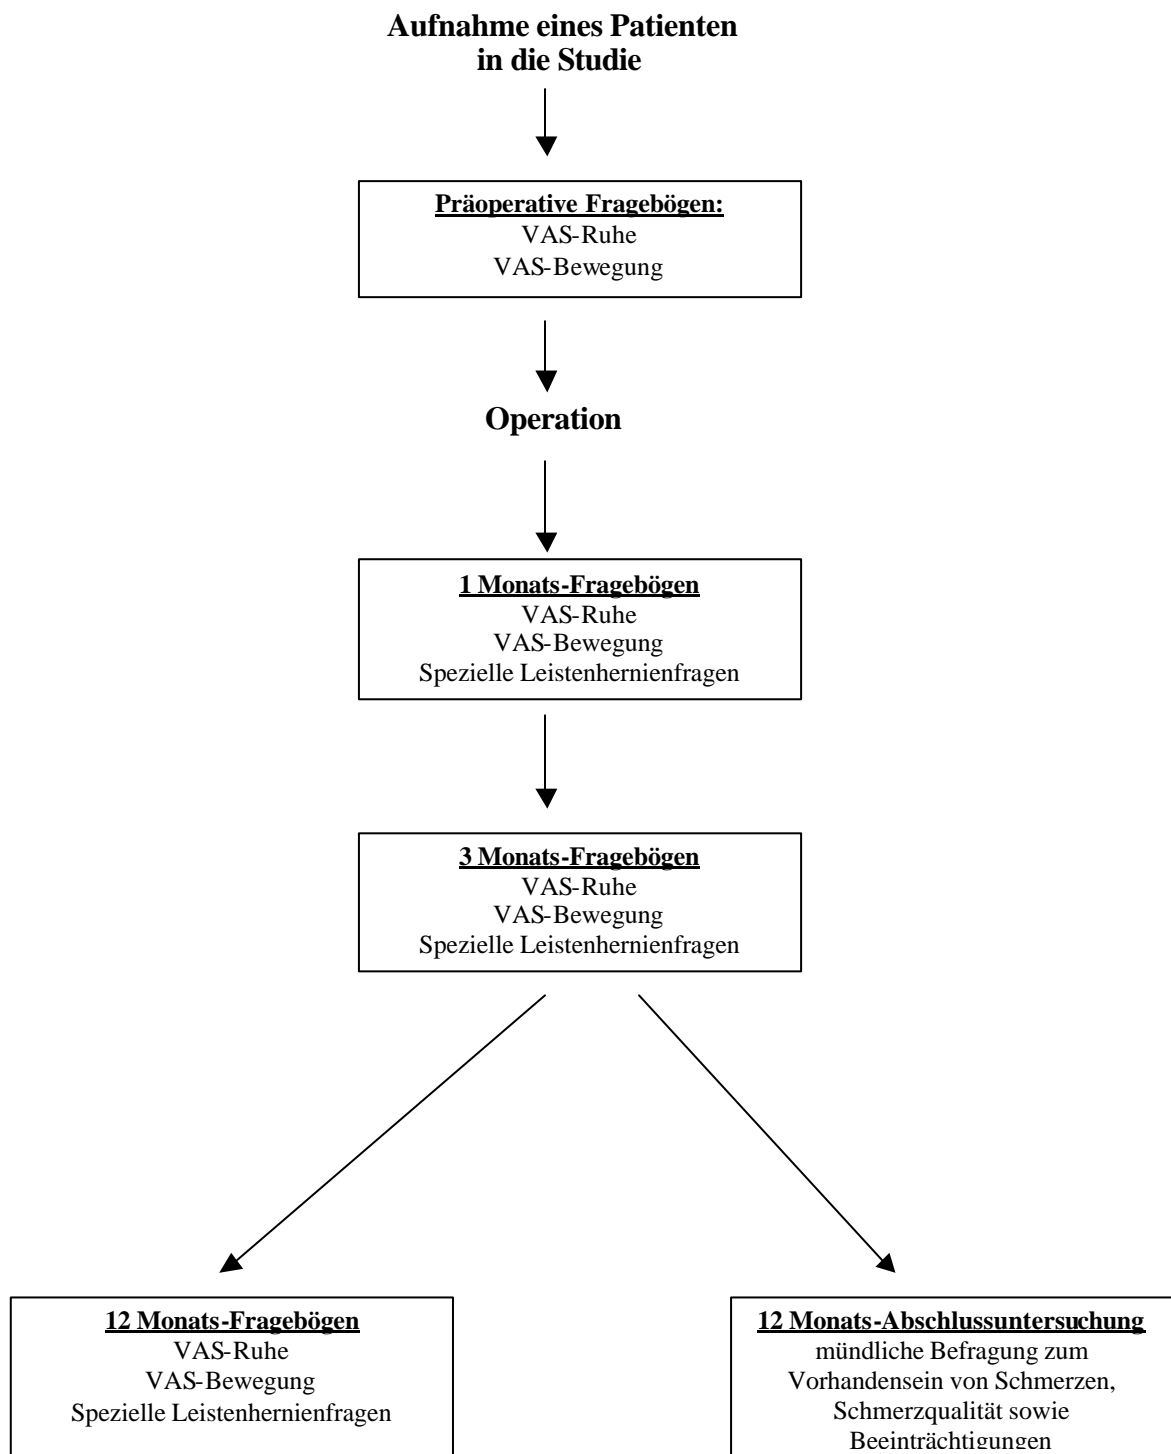 Aufnahme eines Patienten
in die Studie
Präoperative Fragebögen:
VAS-Ruhe
VAS-Bewegung
Operation
1 Monats-Fragebögen
VAS-Ruhe
VAS-Bewegung
Spezielle Leistenhernienfragen
3 Monats-Fragebögen
VAS-Ruhe
VAS-Bewegung
Spezielle Leistenhernienfragen
12 Monats-Fragebögen
VAS-Ruhe
VAS-Bewegung
Spezielle Leistenhernienfragen
12 Monats-Abschlussuntersuchung
mündliche Befragung zum
Vorhandensein von Schmerzen,
Schmerzqualität sowie
Beeinträchtigungen